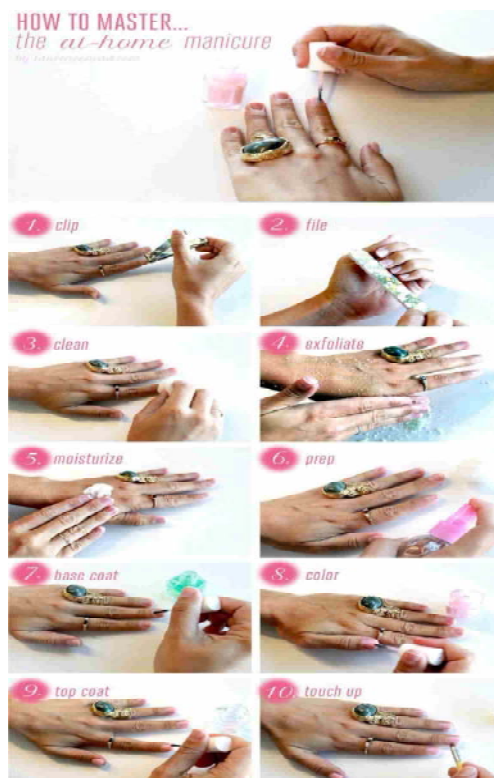 HOW TO MASTER...
the at-home manicure
1. clip
2. file
3. clean
4. exfoliate
5. moisturize
6. prep
7. base coat
8. color
9. top coat
10. touch up